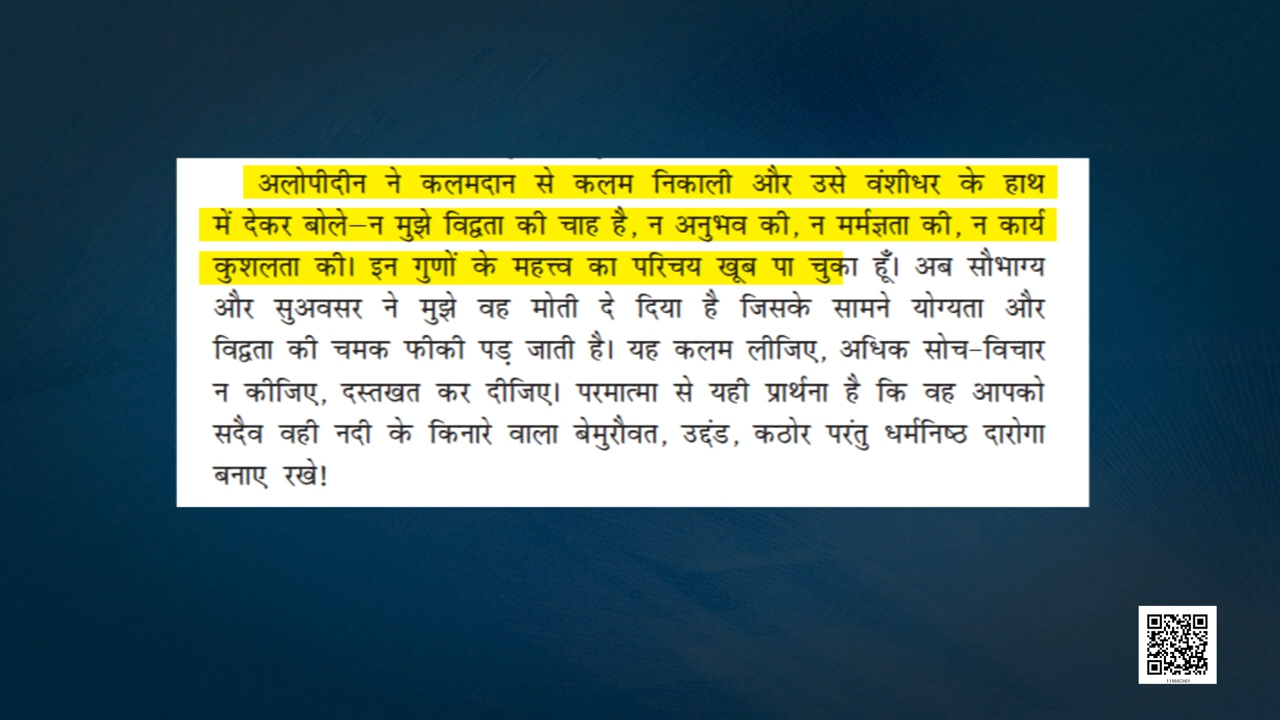 अलोपीदीन ने कलमदान से कलम निकाली और उसे वंशीधर के हाथ
में देकर बोले–न मुझे विद्वता की चाह है, न अनुभव की, न मर्मज्ञता की, न कार्य
कुशलता की। इन गुणों के महत्त्व का परिचय खूब पा चुका हूँ। अब सौभाग्य
और सुअवसर ने मुझे वह मोती दे दिया है जिसके सामने योग्यता और
विद्वता की चमक फीकी पड़ जाती है। यह कलम लीजिए, अधिक सोच-विचार
न कीजिए, दस्तखत कर दीजिए। परमात्मा से यही प्रार्थना है कि वह आपको
सदैव वही नदी के किनारे वाला बेमुरौवत, उद्दंड, कठोर परंतु धर्मनिष्ठ दारोगा
बनाए रखे!